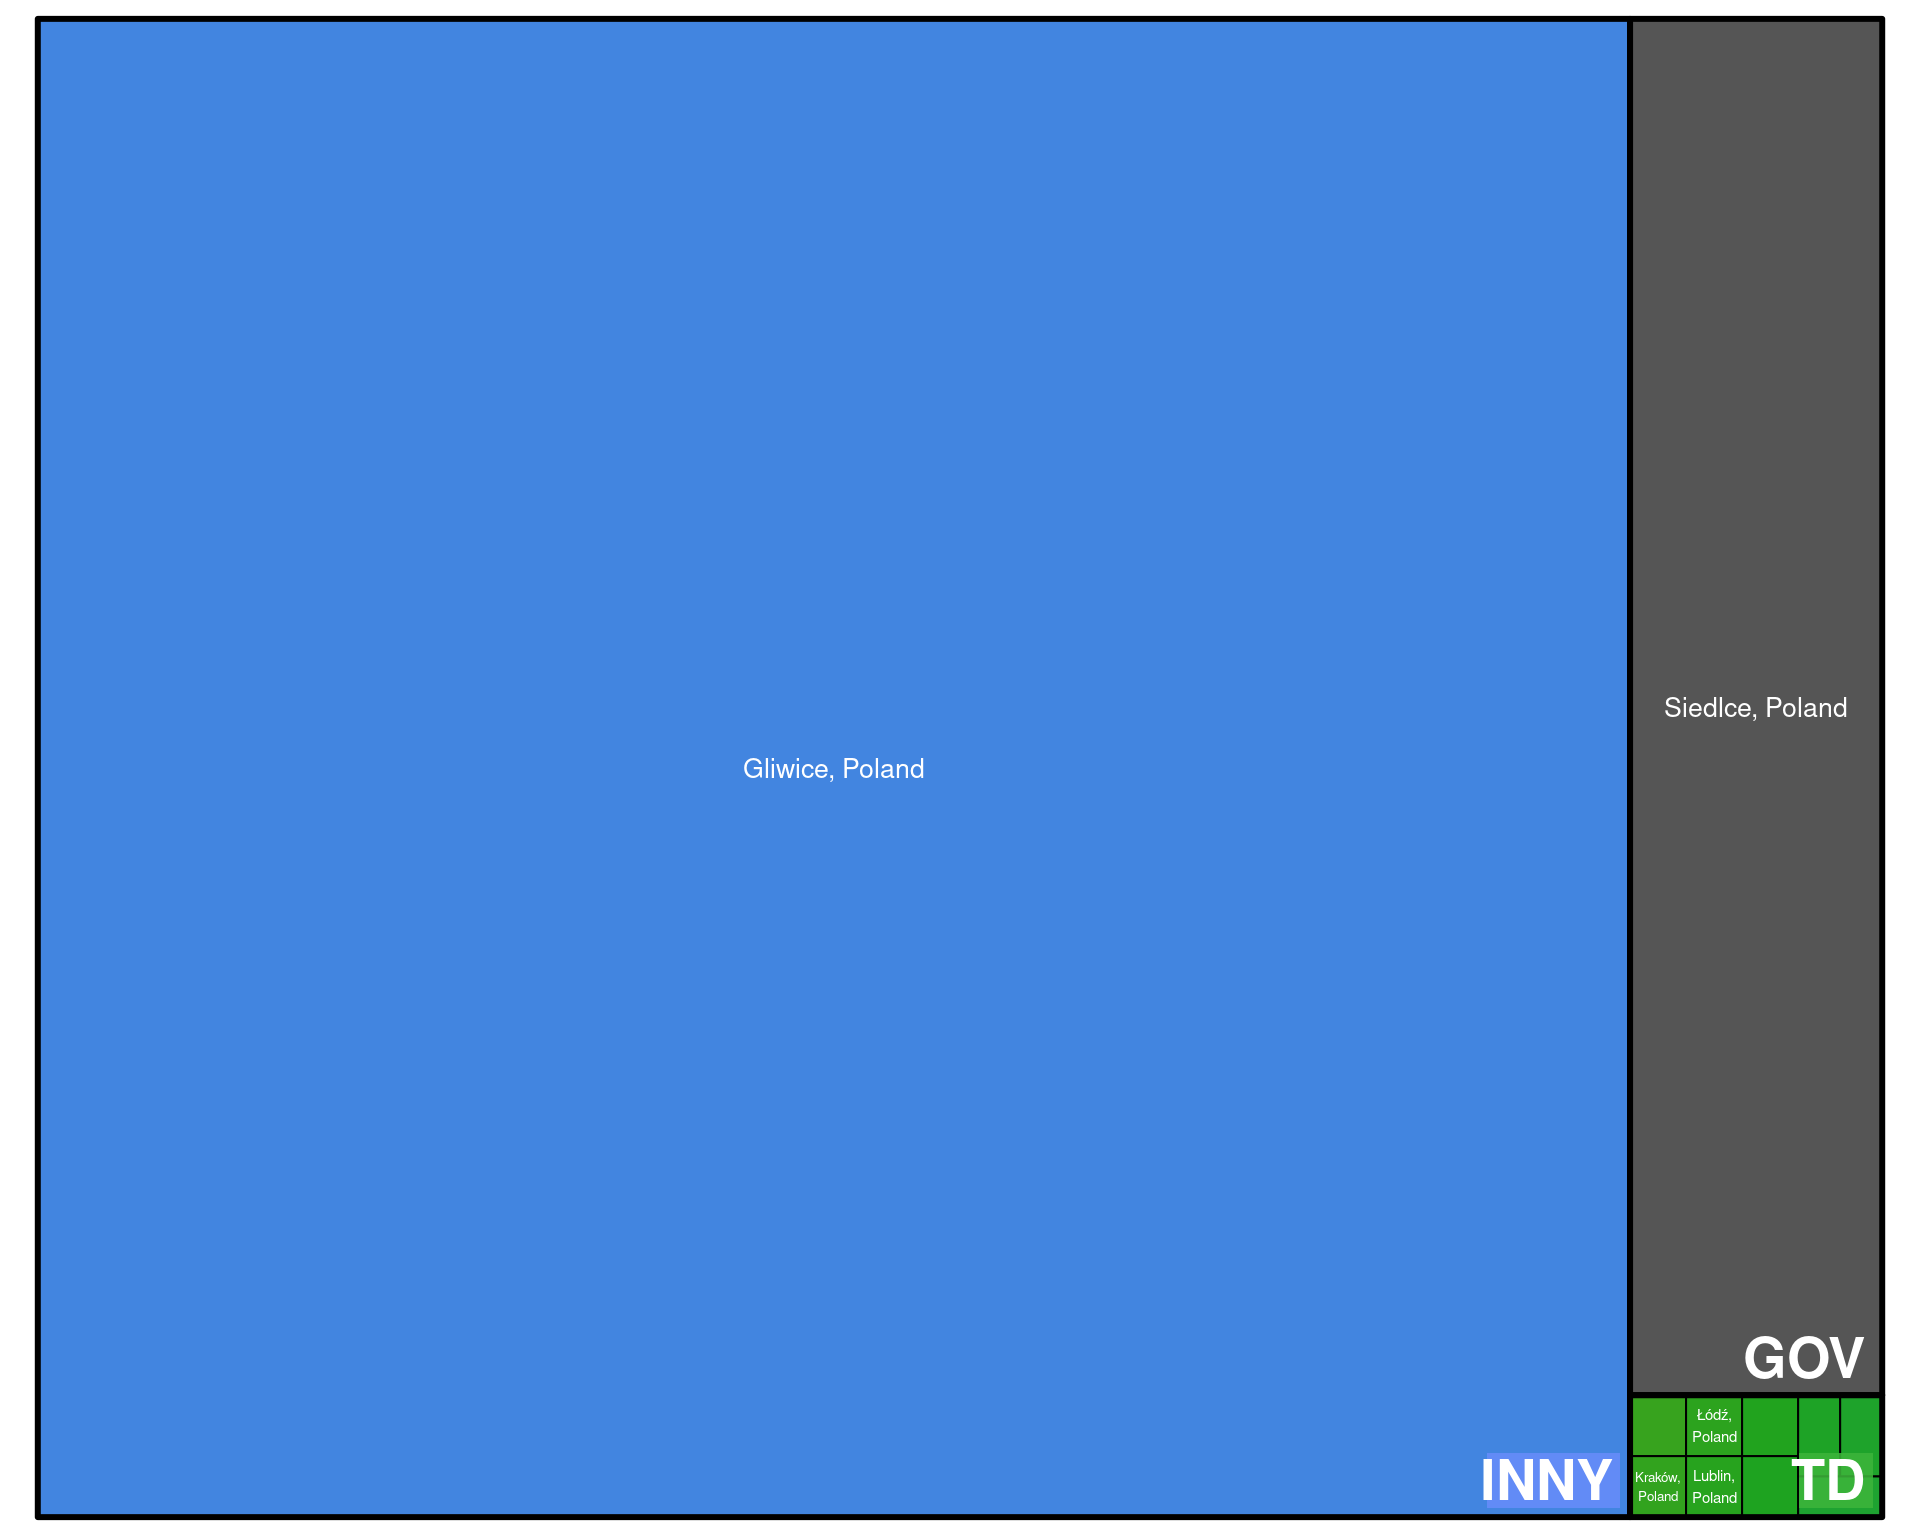 Gliwice, Poland
INNY
Siedlce, Poland
GOV
Łódź,
Poland
Kraków,
Poland
Lublin,
Poland
TD